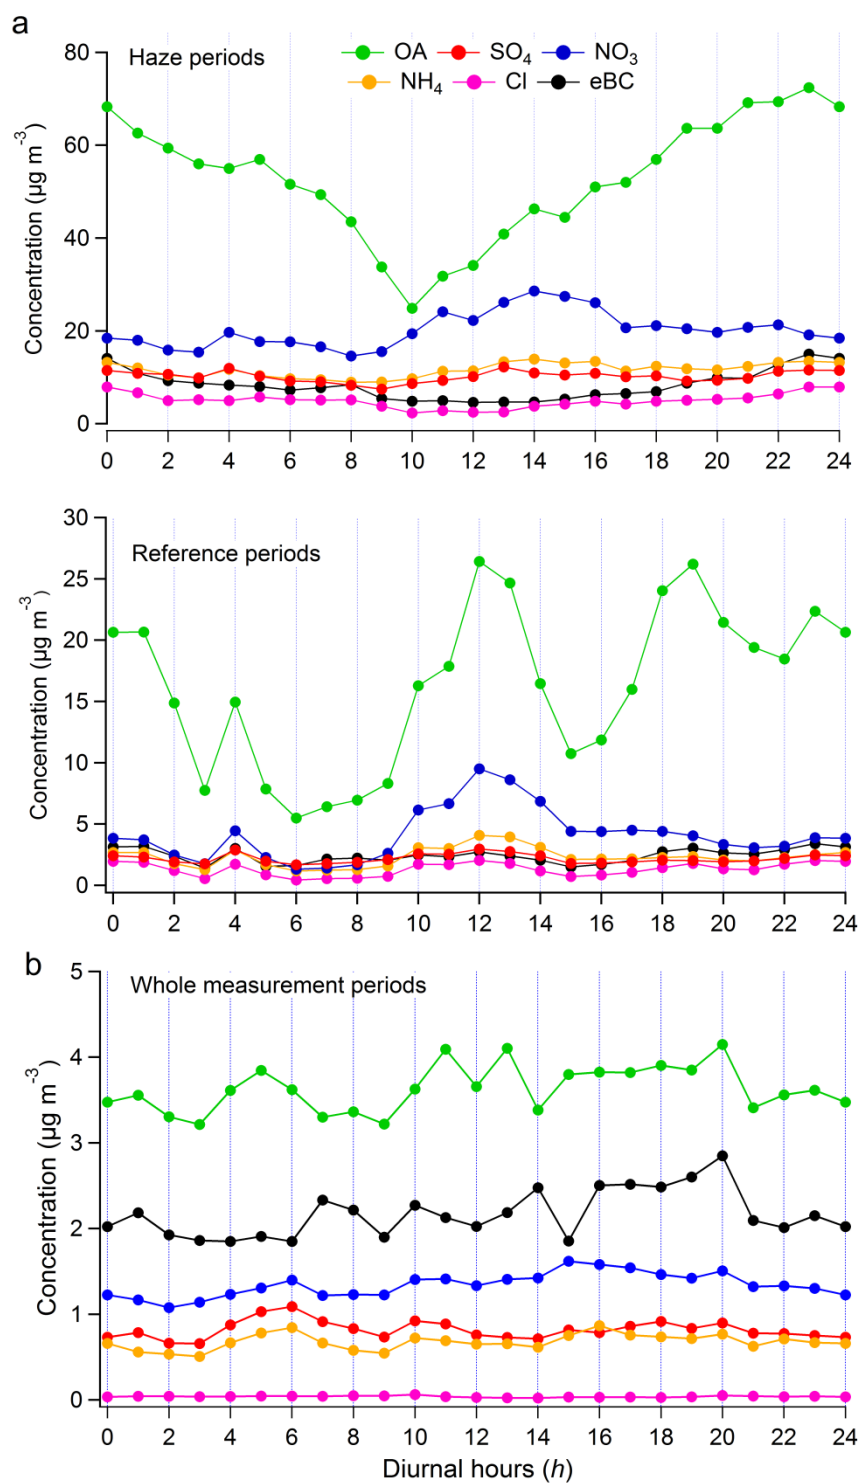 a
Haze periods
OA SO₄ NO₃
NH₄ Cl eBC
Concentration (µg m⁻³)
80
60
40
20
0
0 2 4 6 8 10 12 14 16 18 20 22 24
Reference periods
Concentration (µg m⁻³)
30
25
20
15
10
5
0
0 2 4 6 8 10 12 14 16 18 20 22 24
b
Whole measurement periods
Concentration (µg m⁻³)
5
4
3
2
1
0
0 2 4 6 8 10 12 14 16 18 20 22 24
Diurnal hours (h)